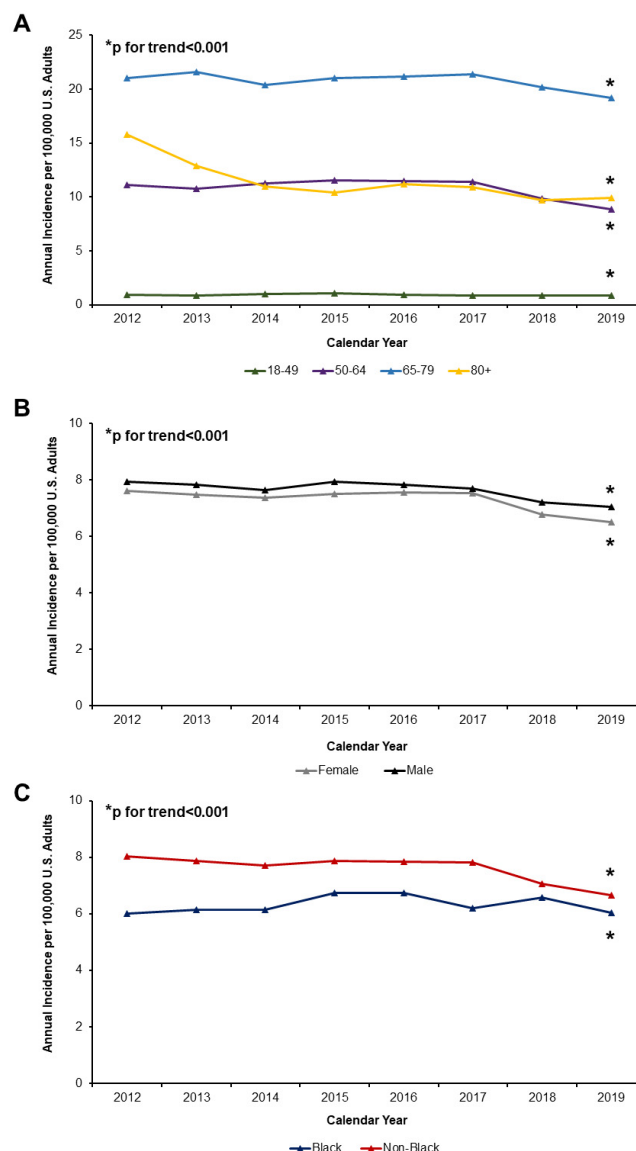 A
*p for trend<0.001
Annual Incidence per 100,000 U.S. Adults
25
20
15
10
5
0
*
*
*
*
2012 2013 2014 2015 2016 2017 2018 2019
Calendar Year
18-49 50-64 65-79 80+
B
*p for trend<0.001
Annual Incidence per 100,000 U.S. Adults
10
8
6
4
2
0
*
*
2012 2013 2014 2015 2016 2017 2018 2019
Calendar Year
Female Male
C
*p for trend<0.001
Annual Incidence per 100,000 U.S. Adults
10
8
6
4
2
0
*
*
2012 2013 2014 2015 2016 2017 2018 2019
Calendar Year
Black Non-Black